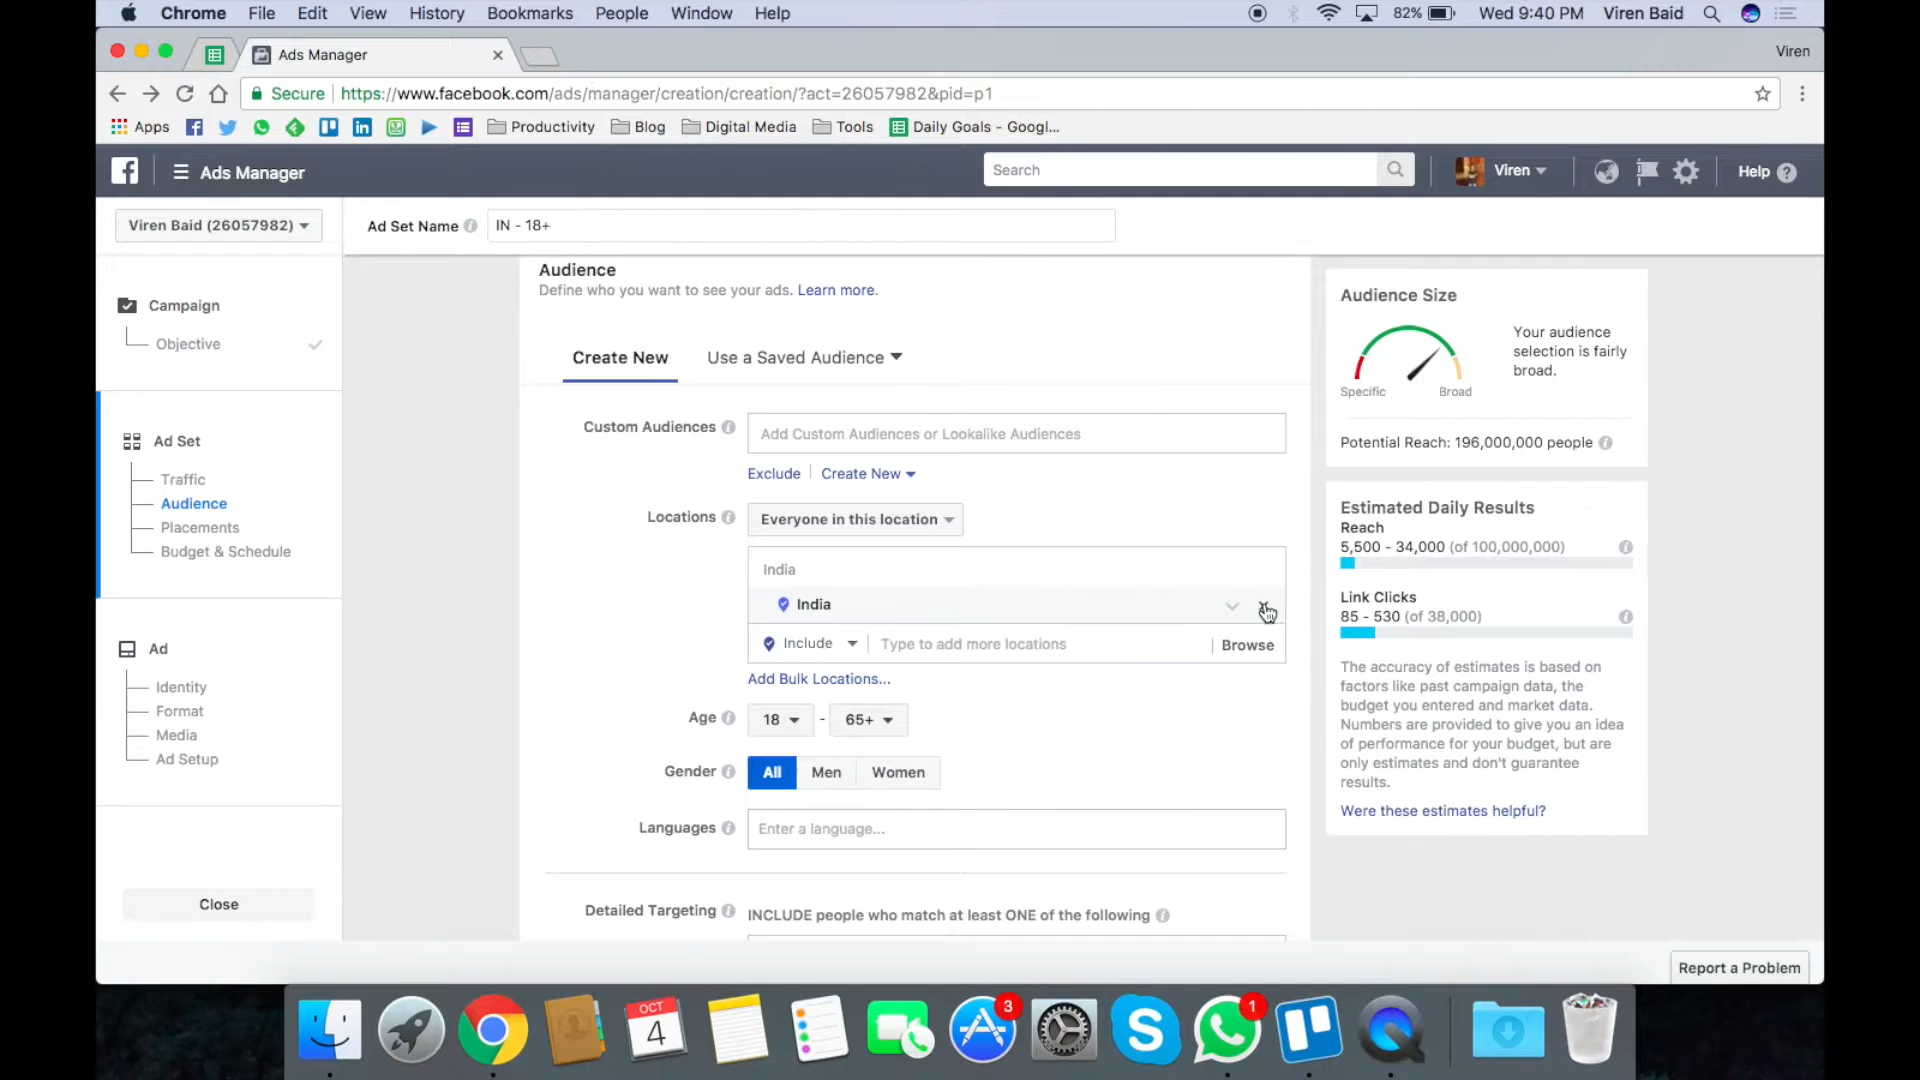 Chrome File Edit View History Bookmarks People Window Help 82% Wed 9:40 PM Viren Baid
Ads Manager Viren
Secure https://www.facebook.com/ads/manager/creation/creation/?act=26057982&pid=p1
Apps Productivity Blog Digital Media Tools Daily Goals - Googl...
Ads Manager Search Viren Help
Viren Baid (26057982) Ad Set Name IN - 18+
Campaign
Objective
Ad Set
Traffic
Audience
Placements
Budget & Schedule
Ad
Identity
Format
Media
Ad Setup
Close
Audience
Define who you want to see your ads. Learn more.
Create New Use a Saved Audience
Custom Audiences Add Custom Audiences or Lookalike Audiences
Exclude Create New
Locations Everyone in this location
India
India
Include Type to add more locations Browse
Add Bulk Locations...
Age 18 - 65+
Gender All Men Women
Languages Enter a language...
Detailed Targeting INCLUDE people who match at least ONE of the following
Audience Size
Your audience
selection is fairly
broad.
Specific Broad
Potential Reach: 196,000,000 people
Estimated Daily Results
Reach
5,500 - 34,000 (of 100,000,000)
Link Clicks
85 - 530 (of 38,000)
The accuracy of estimates is based on
factors like past campaign data, the
budget you entered and market data.
Numbers are provided to give you an idea
of performance for your budget, but are
only estimates and don't guarantee
results.
Were these estimates helpful?
Report a Problem
OCT
4
3
1